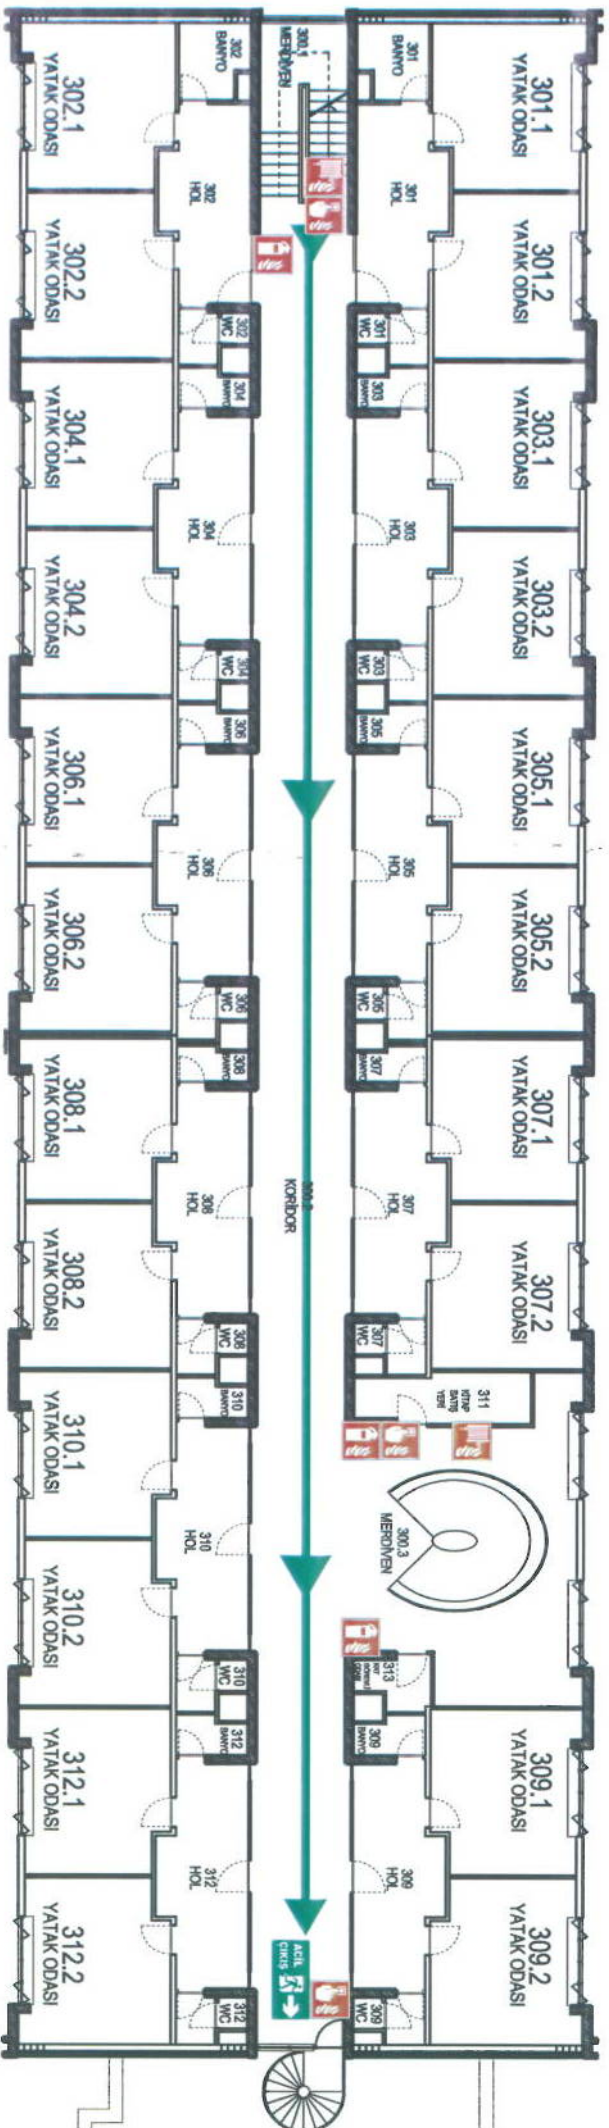 301.1
YATAK ODASI
301.2
YATAK ODASI
303.1
YATAK ODASI
303.2
YATAK ODASI
305.1
YATAK ODASI
305.2
YATAK ODASI
307.1
YATAK ODASI
307.2
YATAK ODASI
309.1
YATAK ODASI
309.2
YATAK ODASI
301
BANYO
301
HOL
301
WC
303
BANYO
303
HOL
303
WC
305
BANYO
305
HOL
305
WC
307
BANYO
307
HOL
307
WC
311
KİTAP
SATIŞ
YERİ
300.3
MERDİVEN
313
309
BANYO
309
HOL
309
WC
300.1
MERDİVEN
300.2
KORİDOR
ACİL
ÇIKIŞ
302
BANYO
302
HOL
302
WC
304
BANYO
304
HOL
304
WC
306
BANYO
306
HOL
306
WC
308
BANYO
308
HOL
308
WC
310
BANYO
310
HOL
310
WC
312
BANYO
312
HOL
312
WC
302.1
YATAK ODASI
302.2
YATAK ODASI
304.1
YATAK ODASI
304.2
YATAK ODASI
306.1
YATAK ODASI
306.2
YATAK ODASI
308.1
YATAK ODASI
308.2
YATAK ODASI
310.1
YATAK ODASI
310.2
YATAK ODASI
312.1
YATAK ODASI
312.2
YATAK ODASI